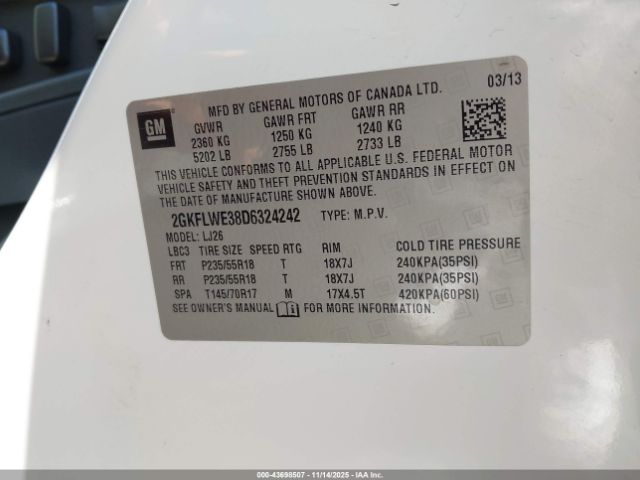 MFD BY GENERAL MOTORS OF CANADA LTD. 03/13
GM
GVWR GAWR FRT GAWR RR
2360 KG 1250 KG 1240 KG
5202 LB 2755 LB 2733 LB
THIS VEHICLE CONFORMS TO ALL APPLICABLE U.S. FEDERAL MOTOR
VEHICLE SAFETY AND THEFT PREVENTION STANDARDS IN EFFECT ON
THE DATE OF MANUFACTURE SHOWN ABOVE.
2GKFLWE38D6324242 TYPE: M.P.V.
MODEL: LJ26
LBC3 TIRE SIZE SPEED RTG RIM COLD TIRE PRESSURE
FRT P235/55R18 T 18X7J 240KPA(35PSI)
RR P235/55R18 T 18X7J 240KPA(35PSI)
SPA T145/70R17 M 17X4.5T 420KPA(60PSI)
SEE OWNER'S MANUAL FOR MORE INFORMATION.
000-43698507 - 11/14/2025 - IAAI.COM